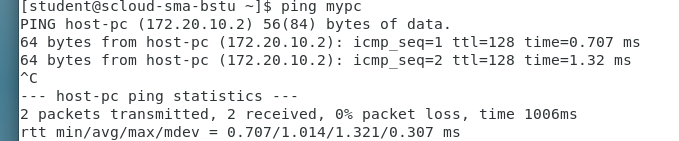 [student@scloud-sma-bstu ~]$ ping mypc
PING host-pc (172.20.10.2) 56(84) bytes of data.
64 bytes from host-pc (172.20.10.2): icmp_seq=1 ttl=128 time=0.707 ms
64 bytes from host-pc (172.20.10.2): icmp_seq=2 ttl=128 time=1.32 ms
^C
--- host-pc ping statistics ---
2 packets transmitted, 2 received, 0% packet loss, time 1006ms
rtt min/avg/max/mdev = 0.707/1.014/1.321/0.307 ms